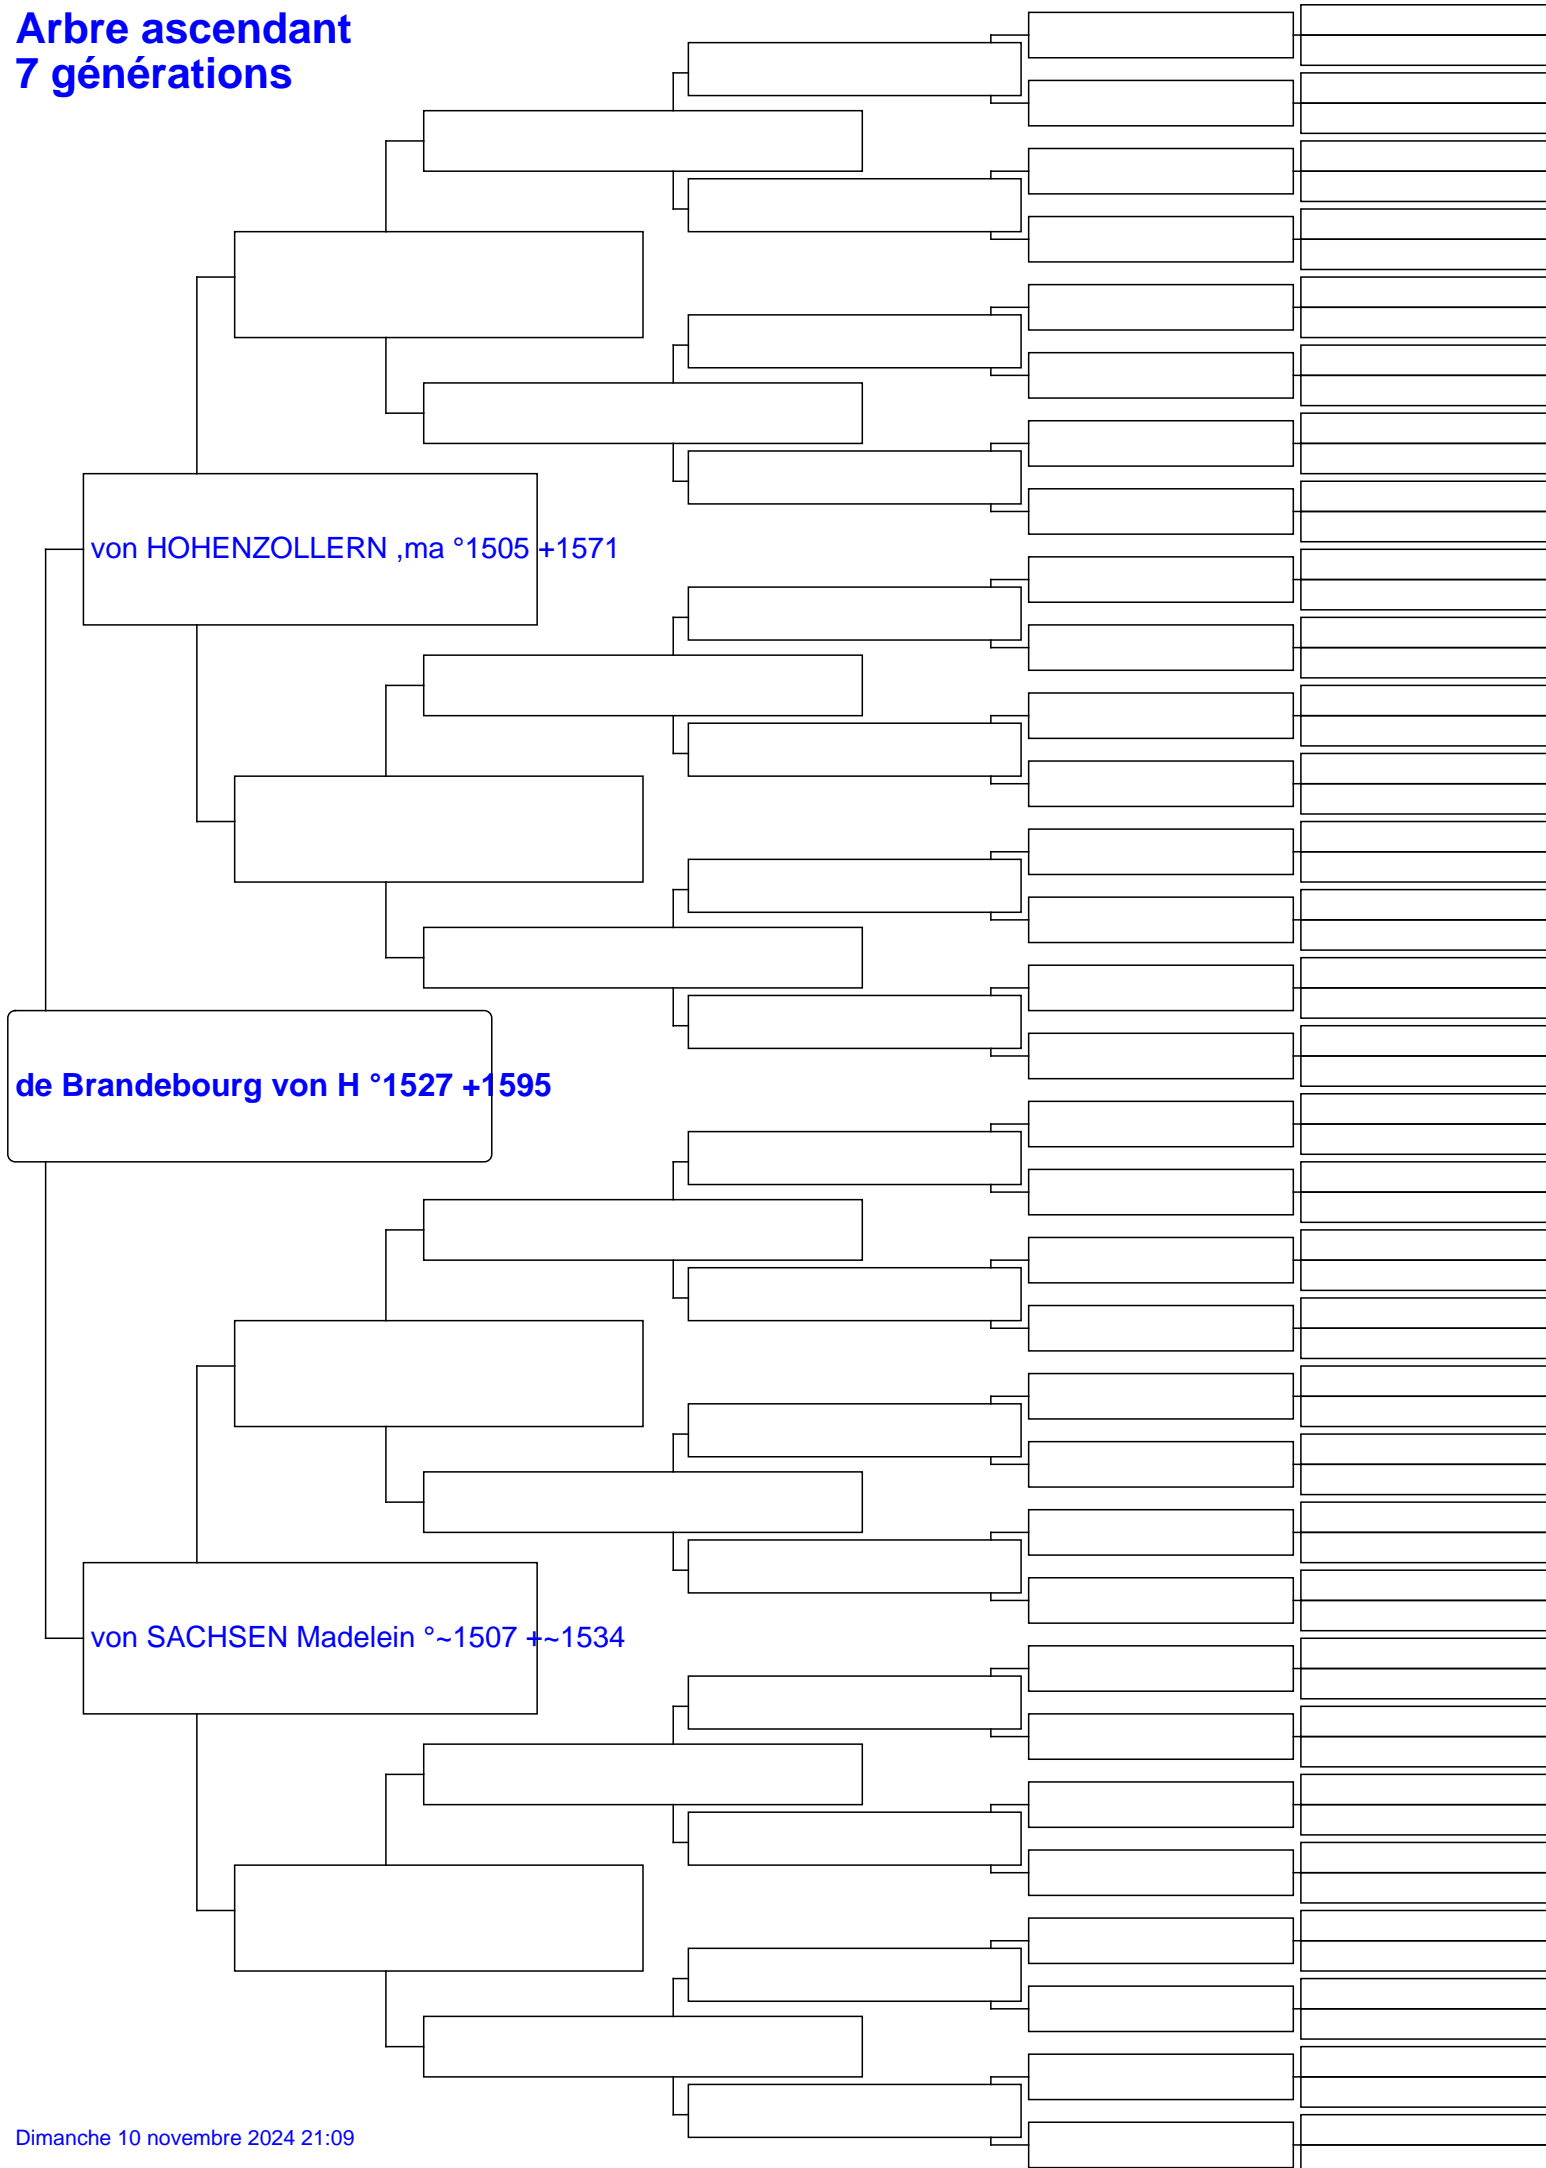 Arbre ascendant
7 générations
von HOHENZOLLERN ,ma °1505 +1571
de Brandebourg von H °1527 +1595
von SACHSEN Madelein °~1507 +~1534
Dimanche 10 novembre 2024 21:09